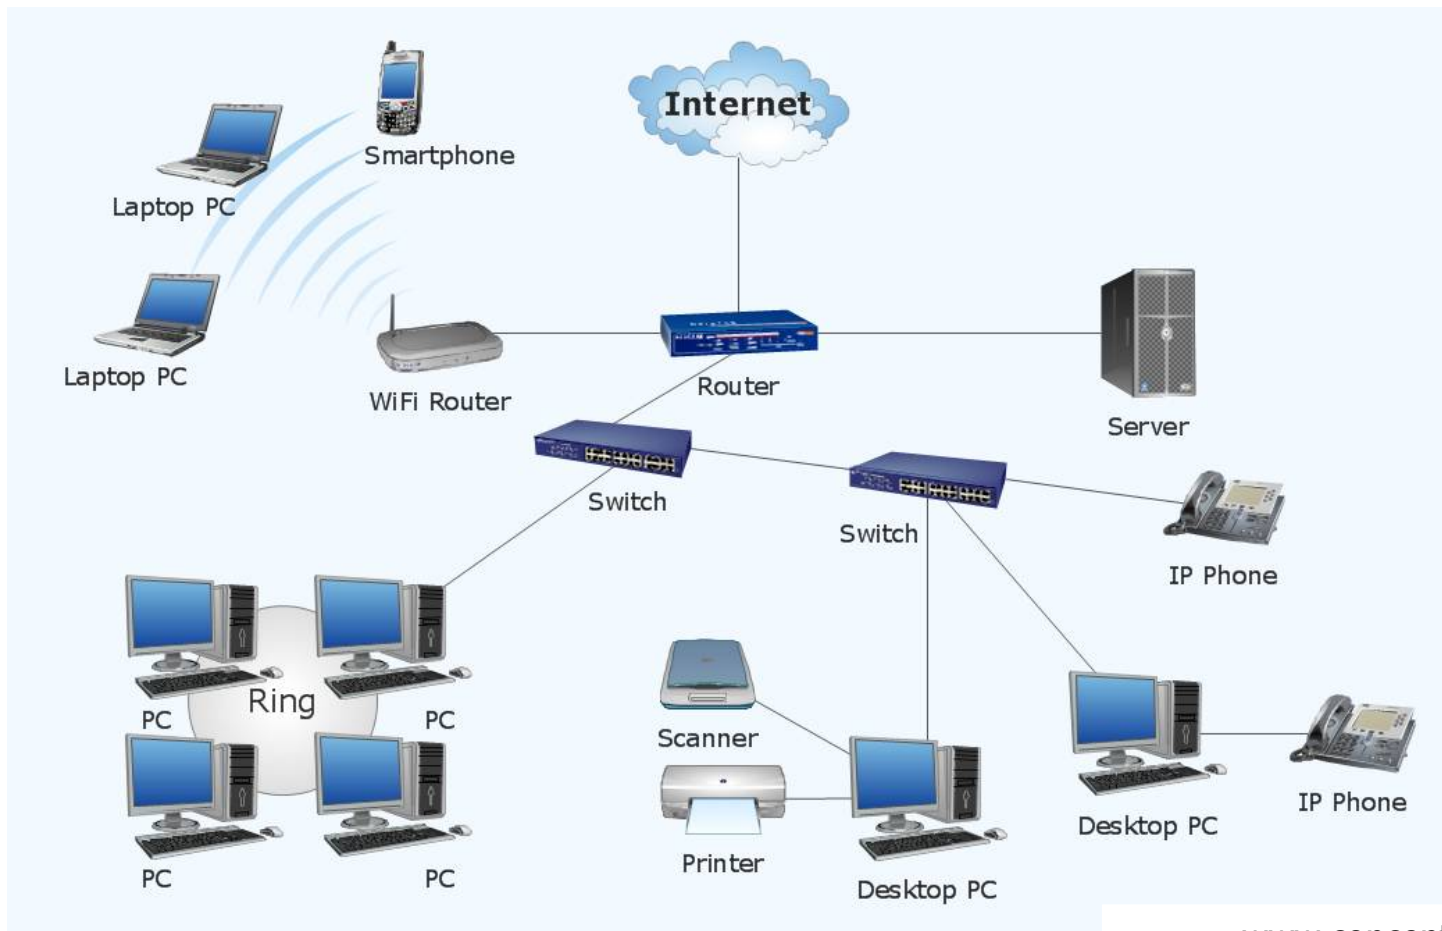 Internet
Smartphone
Laptop PC
Laptop PC
WiFi Router
Router
Server
Switch
Switch
IP Phone
Ring
PC
PC
PC
PC
Scanner
Printer
Desktop PC
Desktop PC
IP Phone